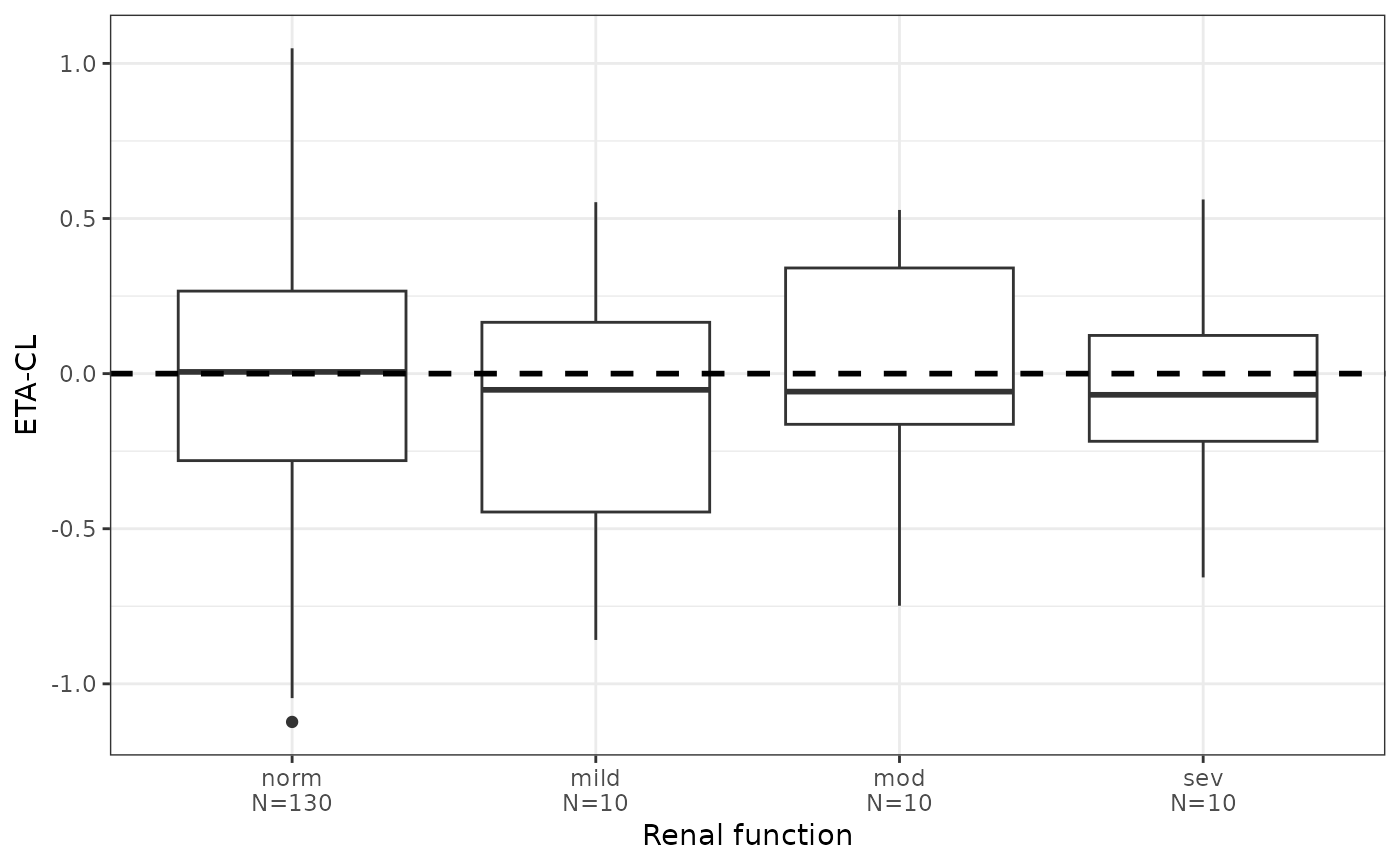 ETA-CL
1.0
0.5
0.0
-0.5
-1.0
norm
N=130
mild
N=10
mod
N=10
sev
N=10
Renal function